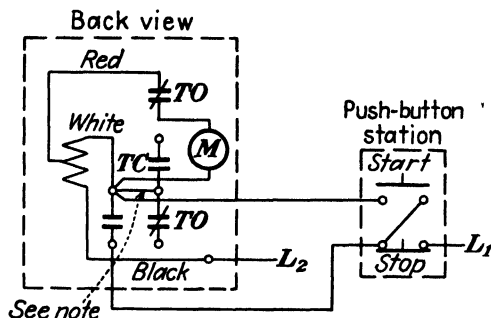 Back view
Red
TO
Push-button
station
White
M
Start
TC
TO
L1
Stop
Black
L2
See note